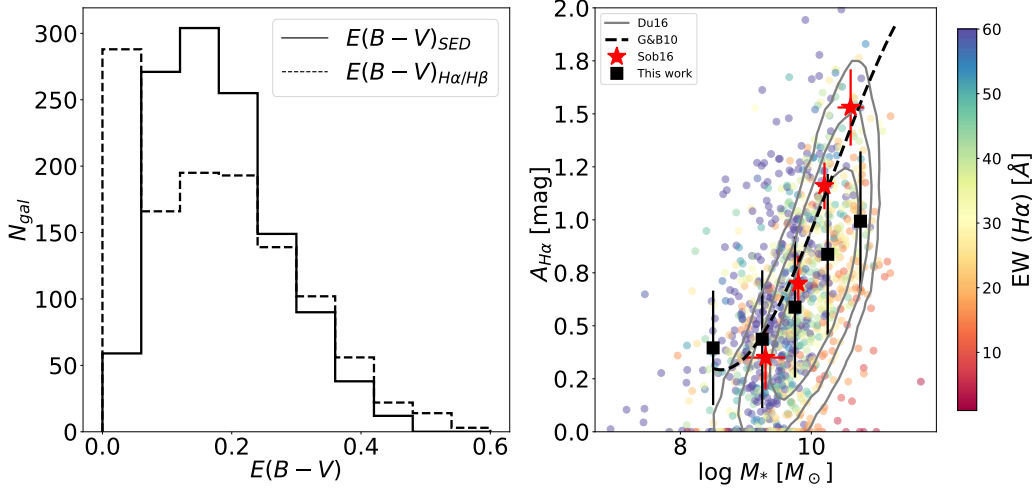 300
250
200
150
100
50
0
N_gal
0.0
0.2
0.4
0.6
E(B − V)
E(B − V)_SED
E(B − V)_Hα/Hβ
2.0
1.8
1.5
1.2
1.0
0.8
0.5
0.2
0.0
A_Hα [mag]
8
10
log M_* [M_⊙]
Du16
G&B10
Sob16
This work
60
50
40
30
20
10
EW (Hα) [Å]